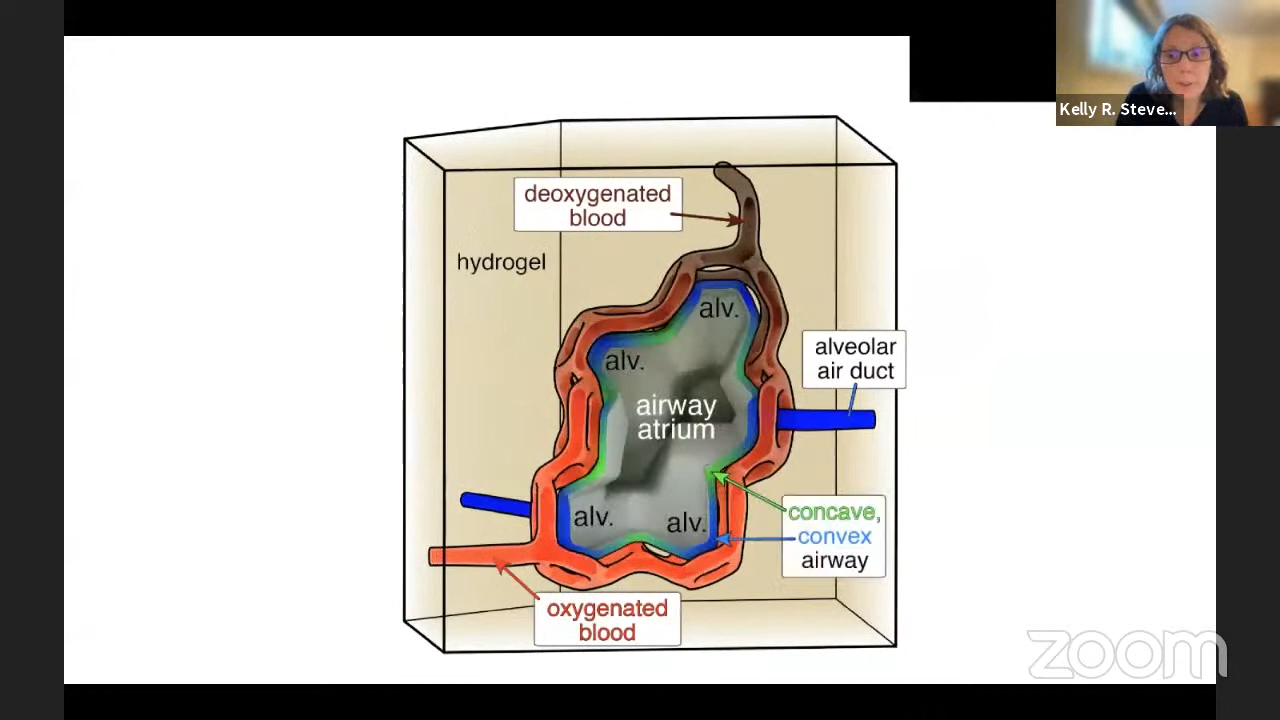 Kelly R. Steve...
deoxygenated
blood
hydrogel
alv.
alv.
alveolar
air duct
airway
atrium
concave,
convex
airway
alv.
alv.
oxygenated
blood
zoom